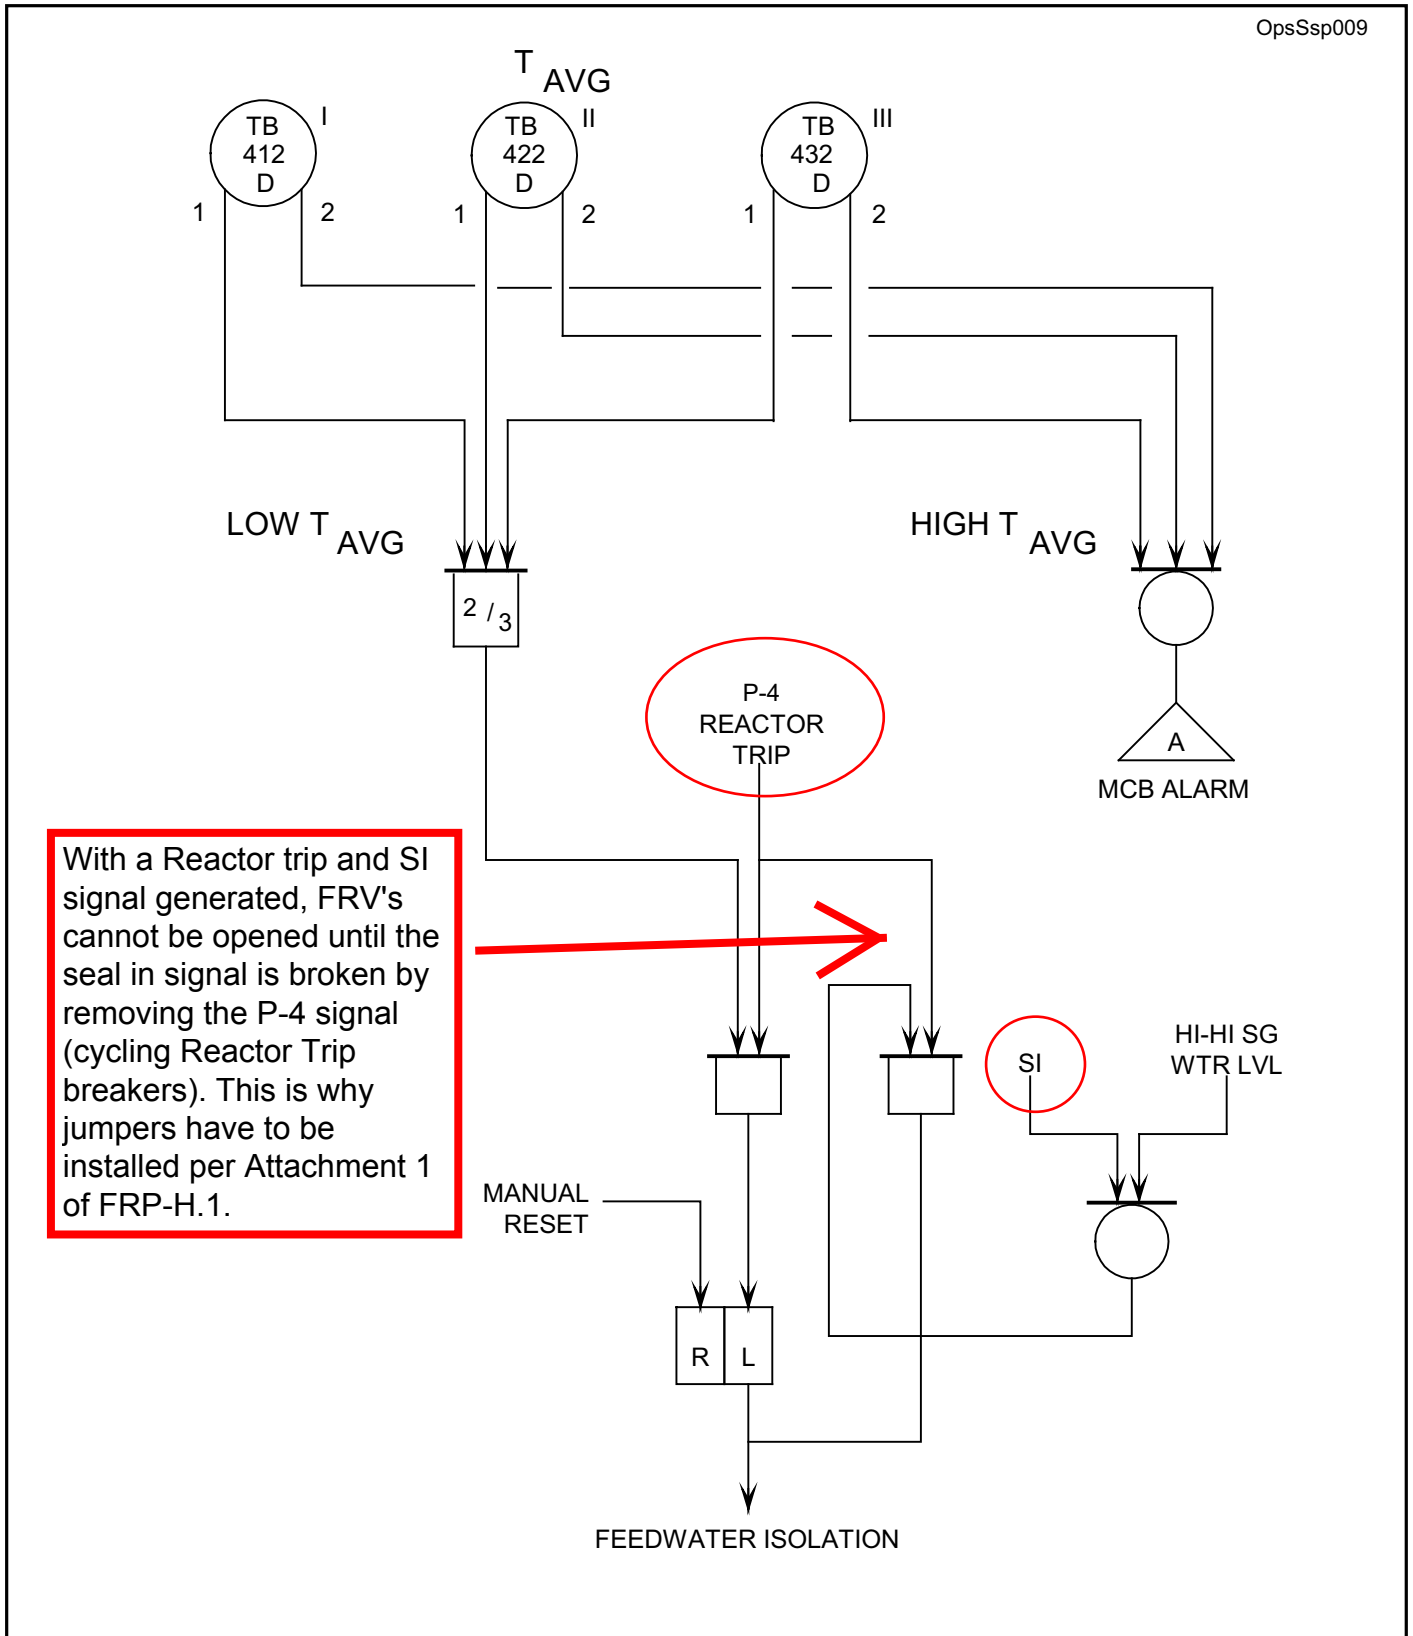 OpsSsp009
T AVG
I
II
III
TB
412
D
TB
422
D
TB
432
D
1
2
1
2
1
2
LOW T AVG
HIGH T AVG
2 / 3
P-4
REACTOR
TRIP
A
MCB ALARM
With a Reactor trip and SI
signal generated, FRV's
cannot be opened until the
seal in signal is broken by
removing the P-4 signal
(cycling Reactor Trip
breakers). This is why
jumpers have to be
installed per Attachment 1
of FRP-H.1.
SI
HI-HI SG
WTR LVL
MANUAL
RESET
R
L
FEEDWATER ISOLATION